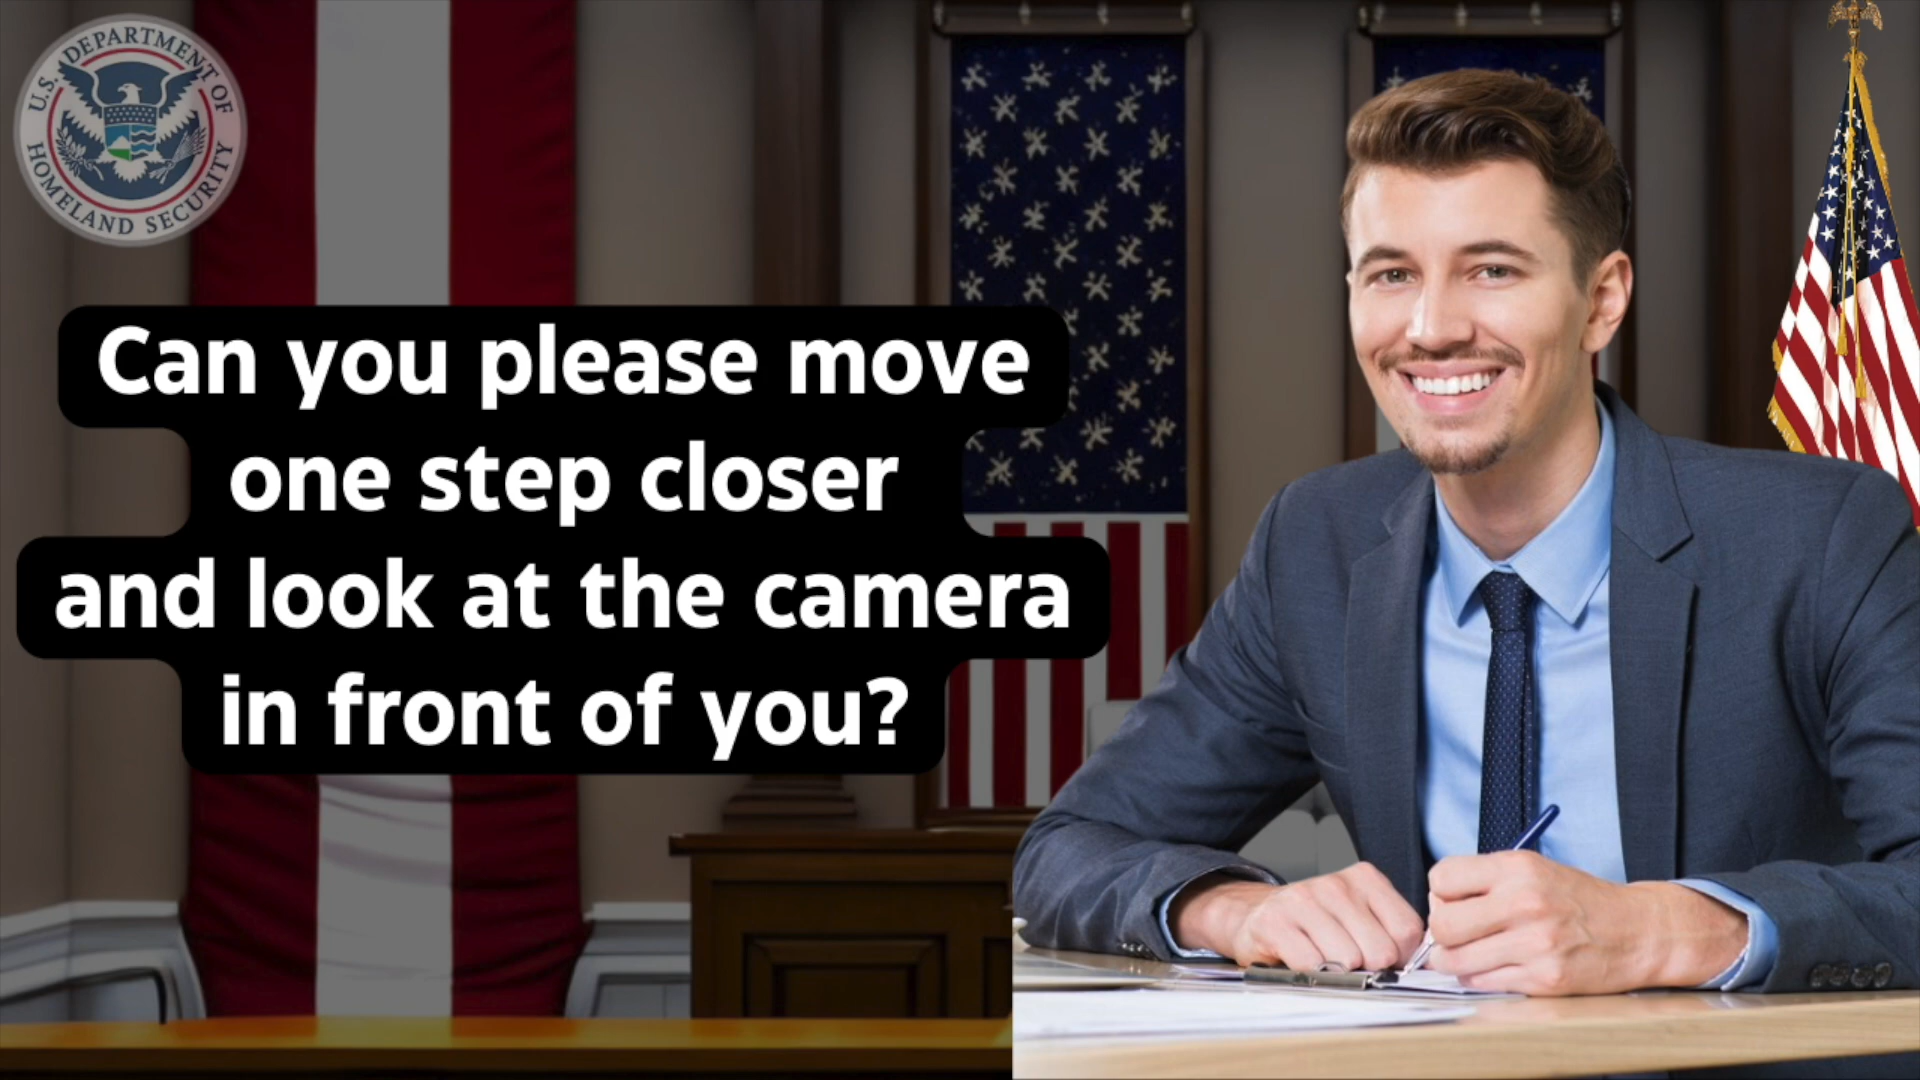 U.S. DEPARTMENT OF
HOMELAND SECURITY
Can you please move
one step closer
and look at the camera
in front of you?